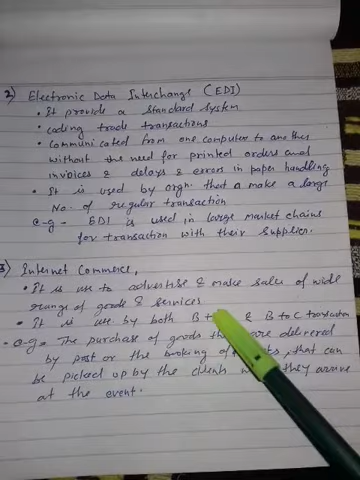 2) Electronic Data Interchange (EDI)
• It provide a standard system
• coding trade transactions
• communicated from one computer to another
without the need for printed orders and
invoices & delays & errors in paper handling
• It is used by orgn. that a make a large
No. of regular transaction
e-g- EDI is used in large market chains
for transaction with their supplier.
3) Internet Commerce,
• It is use to advertise & make sales of wide
range of goods & services
• It is use by both B to & B to C transaction
• e-g- The purchase of goods that are delivered
by post or the booking of that can
be picked up by the clients they arrive
at the event.